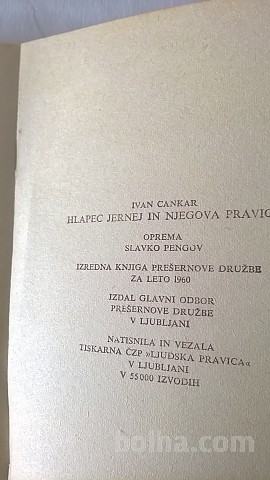 IVAN CANKAR
HLAPEC JERNEJ IN NJEGOVA PRAVIC
OPREMA
SLAVKO PENGOV
IZREDNA KNJIGA PREŠERNOVE DRUŽBE
ZA LETO 1960
IZDAL GLAVNI ODBOR
PREŠERNOVE DRUŽBE
V LJUBLJANI
NATISNILA IN VEZALA
TISKARNA ČZP »LJUDSKA PRAVICA«
V LJUBLJANI
V 55000 IZVODIH
bolha.com